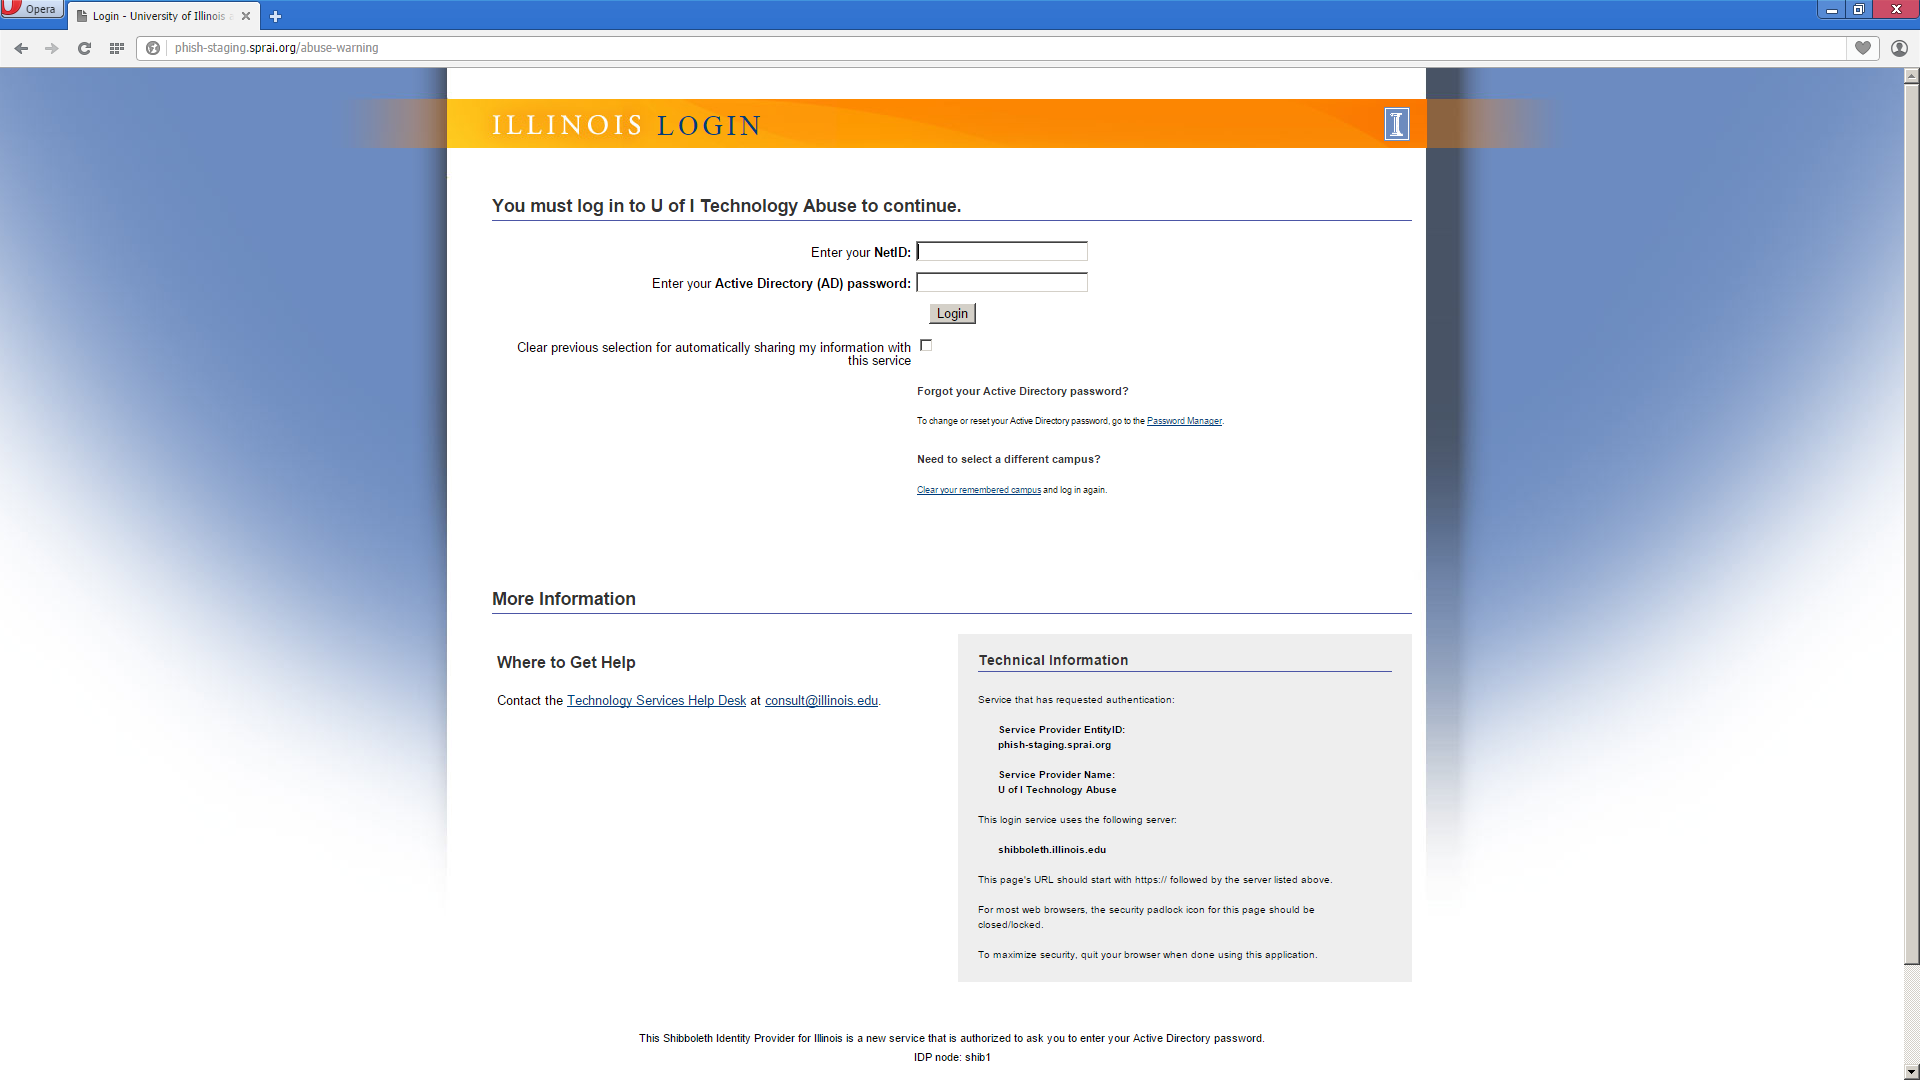 Opera
Login - University of Illinois
phish-staging.sprai.org/abuse-warning
ILLINOIS LOGIN
I
You must log in to U of I Technology Abuse to continue.
Enter your NetID:
Enter your Active Directory (AD) password:
Login
Clear previous selection for automatically sharing my information with
this service
Forgot your Active Directory password?
To change or reset your Active Directory password, go to the Password Manager.
Need to select a different campus?
Clear your remembered campus and log in again.
More Information
Where to Get Help
Contact the Technology Services Help Desk at consult@illinois.edu.
Technical Information
Service that has requested authentication:
Service Provider EntityID:
phish-staging.sprai.org
Service Provider Name:
U of I Technology Abuse
This login service uses the following server:
shibboleth.illinois.edu
This page's URL should start with https:// followed by the server listed above.
For most web browsers, the security padlock icon for this page should be
closed/locked.
To maximize security, quit your browser when done using this application.
This Shibboleth Identity Provider for Illinois is a new service that is authorized to ask you to enter your Active Directory password.
IDP node: shib1